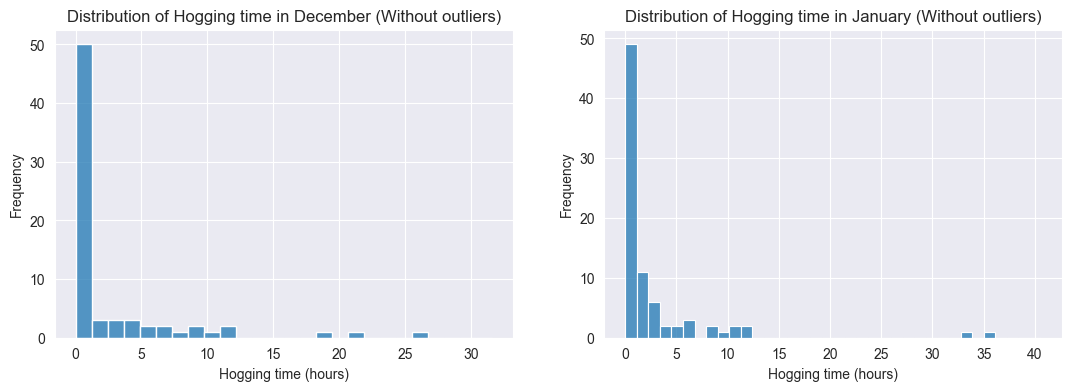 Distribution of Hogging time in December (Without outliers)
50
40
30
20
10
0
Frequency
0 5 10 15 20 25 30
Hogging time (hours)
Distribution of Hogging time in January (Without outliers)
50
40
30
20
10
0
Frequency
0 5 10 15 20 25 30 35 40
Hogging time (hours)